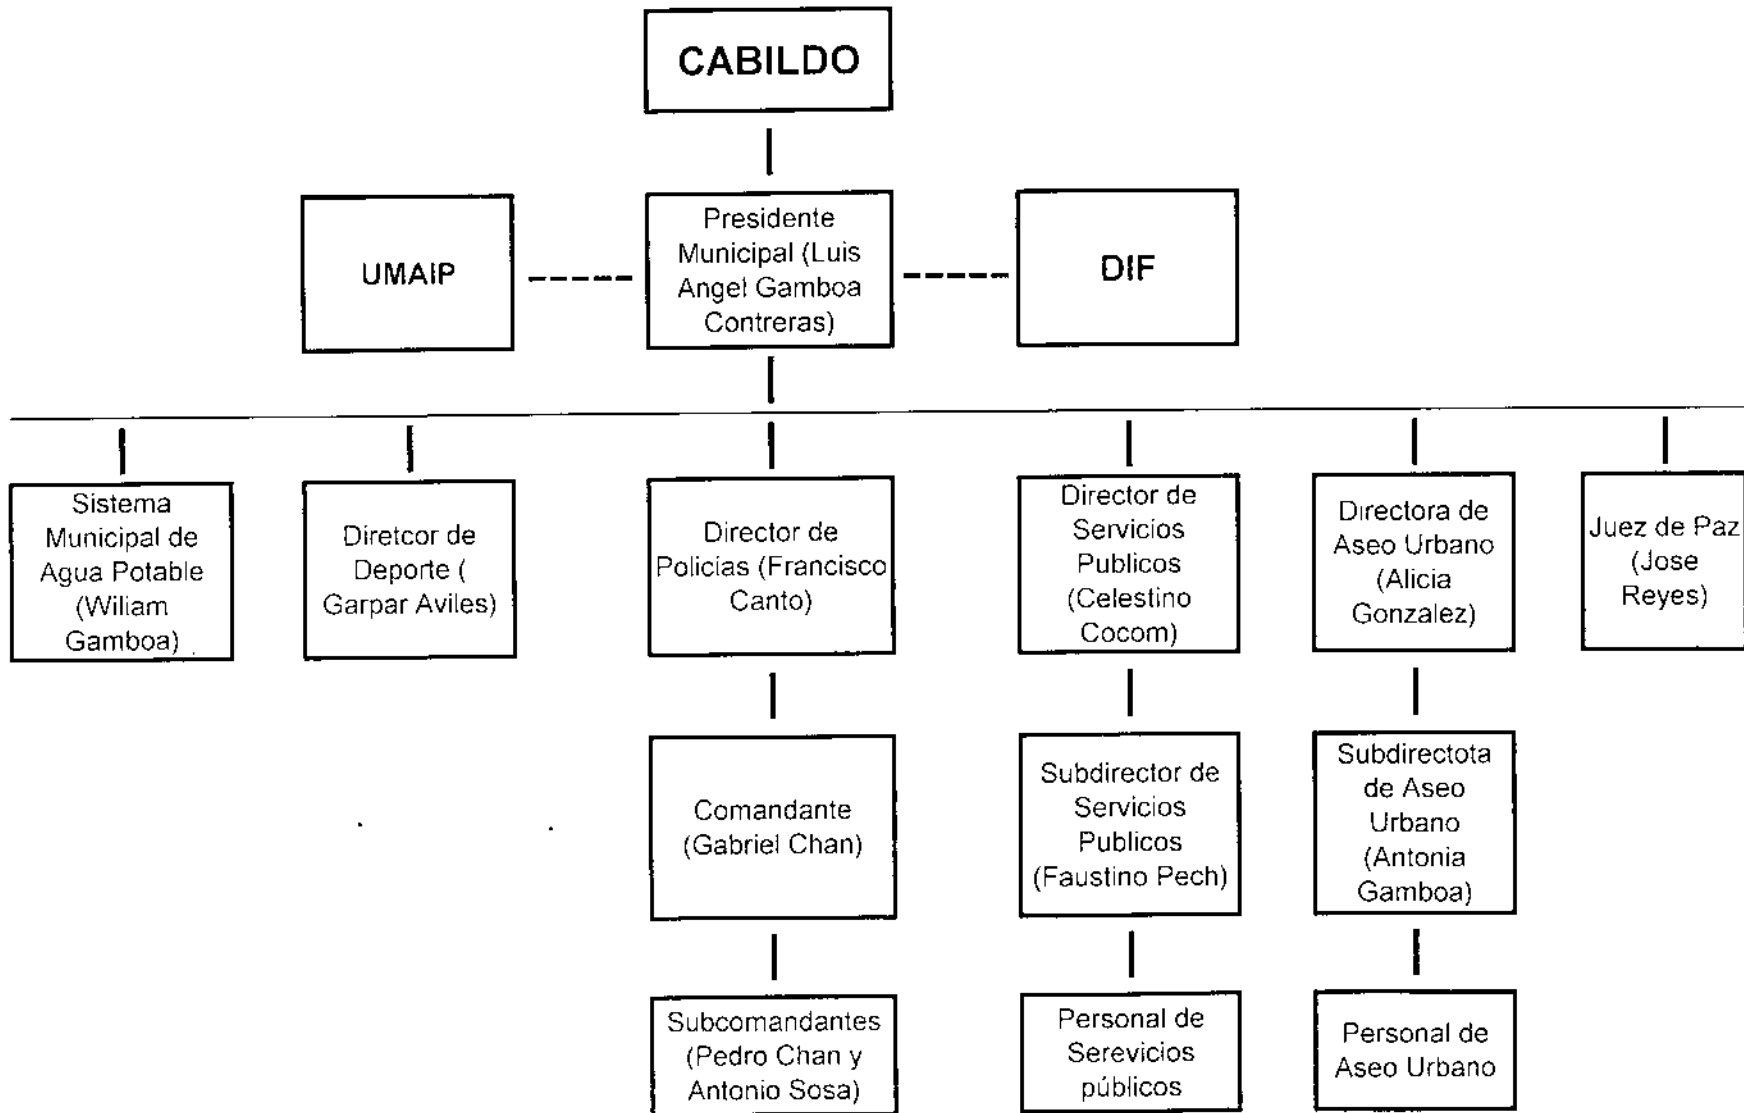 CABILDO
UMAIP
Presidente
Municipal (Luis
Angel Gamboa
Contreras)
DIF
Sistema
Municipal de
Agua Potable
(Wiliam
Gamboa)
Diretcor de
Deporte (
Garpar Aviles)
Director de
Policías (Francisco
Canto)
Director de
Servicios
Publicos
(Celestino
Cocom)
Directora de
Aseo Urbano
(Alicia
Gonzalez)
Juez de Paz
(Jose
Reyes)
Comandante
(Gabriel Chan)
Subdirector de
Servicios
Publicos
(Faustino Pech)
Subdirectota
de Aseo
Urbano
(Antonia
Gamboa)
Subcomandantes
(Pedro Chan y
Antonio Sosa)
Personal de
Serevicios
públicos
Personal de
Aseo Urbano